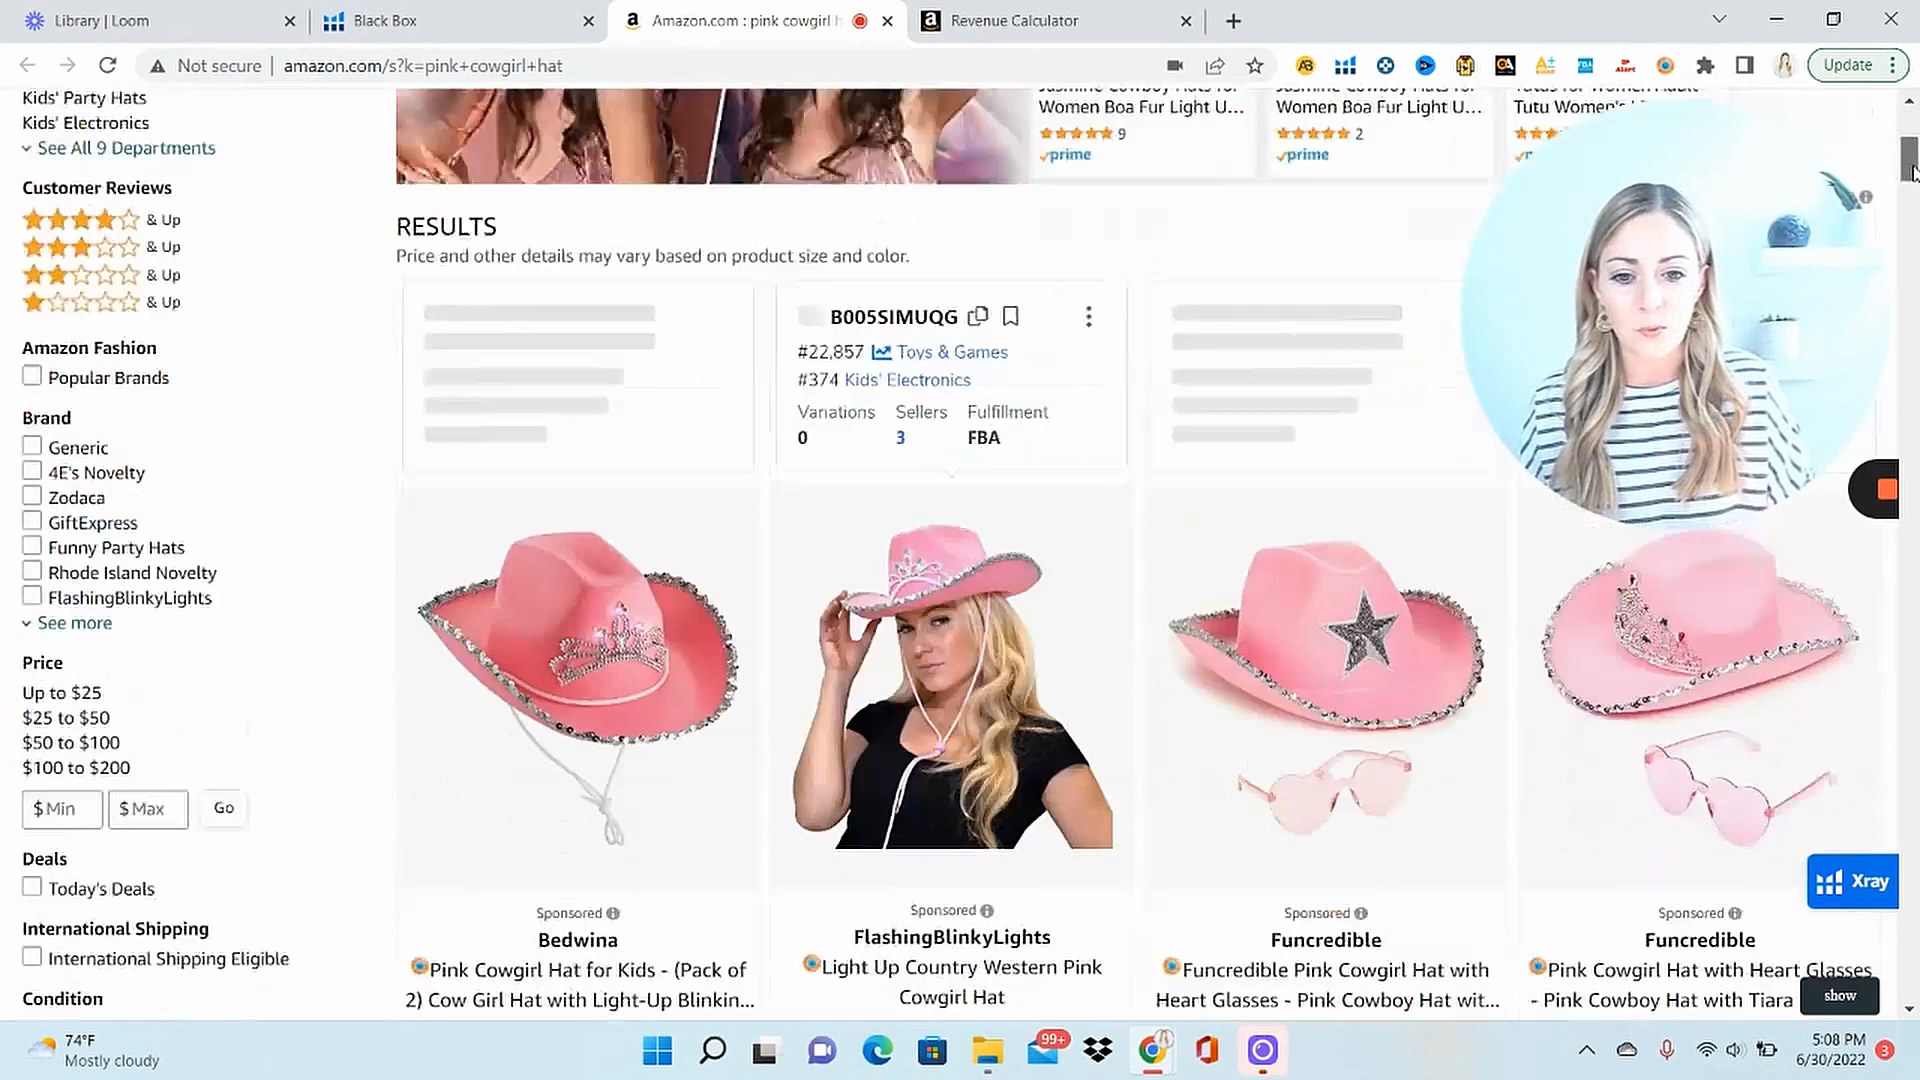 Library | Loom
Black Box
Amazon.com : pink cowgirl h
Revenue Calculator
Not secure
amazon.com/s?k=pink+cowgirl+hat
Update
Kids' Party Hats
Kids' Electronics
See All 9 Departments
Customer Reviews
& Up
& Up
& Up
& Up
Amazon Fashion
Popular Brands
Brand
Generic
4E's Novelty
Zodaca
GiftExpress
Funny Party Hats
Rhode Island Novelty
FlashingBlinkyLights
See more
Price
Up to $25
$25 to $50
$50 to $100
$100 to $200
$ Min
$ Max
Go
Deals
Today's Deals
International Shipping
International Shipping Eligible
Condition
Jasmine Cowboy Hats for
Women Boa Fur Light U...
9
prime
Women Boa Fur Light U...
2
prime
Tutu Women's
RESULTS
Price and other details may vary based on product size and color.
B005SIMUQG
#22,857 Toys & Games
#374 Kids' Electronics
Variations Sellers Fulfillment
0 3 FBA
Sponsored
Bedwina
Pink Cowgirl Hat for Kids - (Pack of
2) Cow Girl Hat with Light-Up Blinkin...
Sponsored
FlashingBlinkyLights
Light Up Country Western Pink
Cowgirl Hat
Sponsored
Funcredible
Funcredible Pink Cowgirl Hat with
Heart Glasses - Pink Cowboy Hat wit...
Sponsored
Funcredible
Pink Cowgirl Hat with Heart Glasses
- Pink Cowboy Hat with Tiara
Xray
show
74°F
Mostly cloudy
99+
5:08 PM
6/30/2022
3